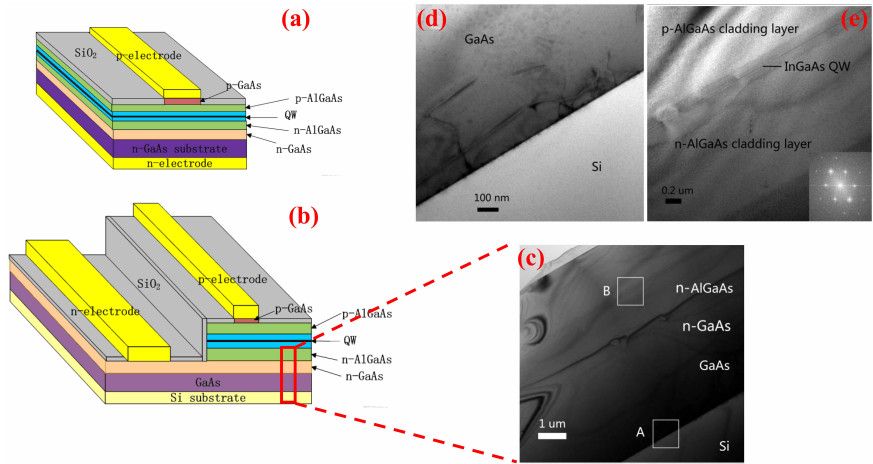 (a)
SiO₂
p-electrode
p-GaAs
p-AlGaAs
QW
n-AlGaAs
n-GaAs
n-GaAs substrate
n-electrode
(b)
SiO₂
p-electrode
n-electrode
p-GaAs
p-AlGaAs
QW
n-AlGaAs
n-GaAs
GaAs
Si substrate
(d)
GaAs
Si
100 nm
(e)
p-AlGaAs cladding layer
InGaAs QW
n-AlGaAs cladding layer
0.2 um
(c)
B
n-AlGaAs
n-GaAs
GaAs
1 um
A
Si